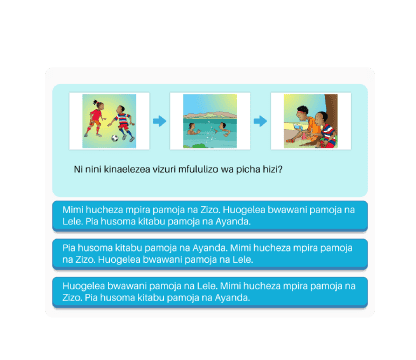 Ni nini kinaelezea vizuri mfululizo wa picha hizi?
Mimi hucheza mpira pamoja na Zizo. Huogelea bwawani pamoja na
Lele. Pia husoma kitabu pamoja na Ayanda.
Pia husoma kitabu pamoja na Ayanda. Mimi hucheza mpira pamoja
na Zizo. Huogelea bwawani pamoja na Lele.
Huogelea bwawani pamoja na Lele. Mimi hucheza mpira pamoja na
Zizo. Pia husoma kitabu pamoja na Ayanda.